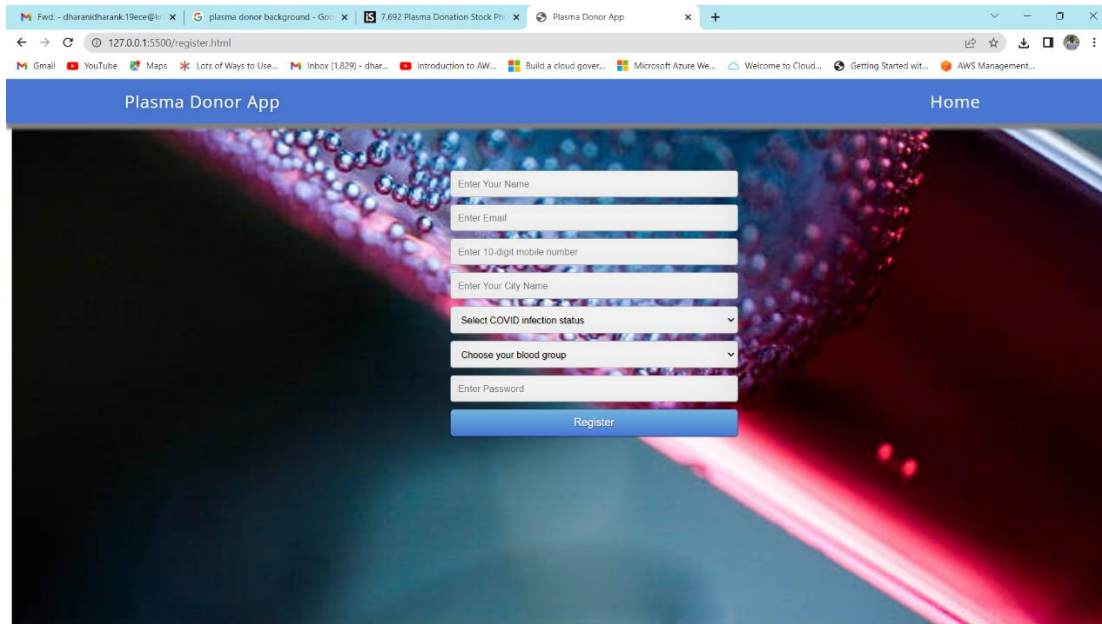 Fwd: - dharanidharank.19ece@k
plasma donor background - Goo
7,692 Plasma Donation Stock Ph
Plasma Donor App
127.0.0.1:5500/register.html
Gmail
YouTube
Maps
Lots of Ways to Use...
Inbox (1,829) - dhar...
Introduction to AW...
Build a cloud gover...
Microsoft Azure We...
Welcome to Cloud...
Getting Started wit...
AWS Management...
Plasma Donor App
Home
Enter Your Name
Enter Email
Enter 10-digit mobile number
Enter Your City Name
Select COVID infection status
Choose your blood group
Enter Password
Register